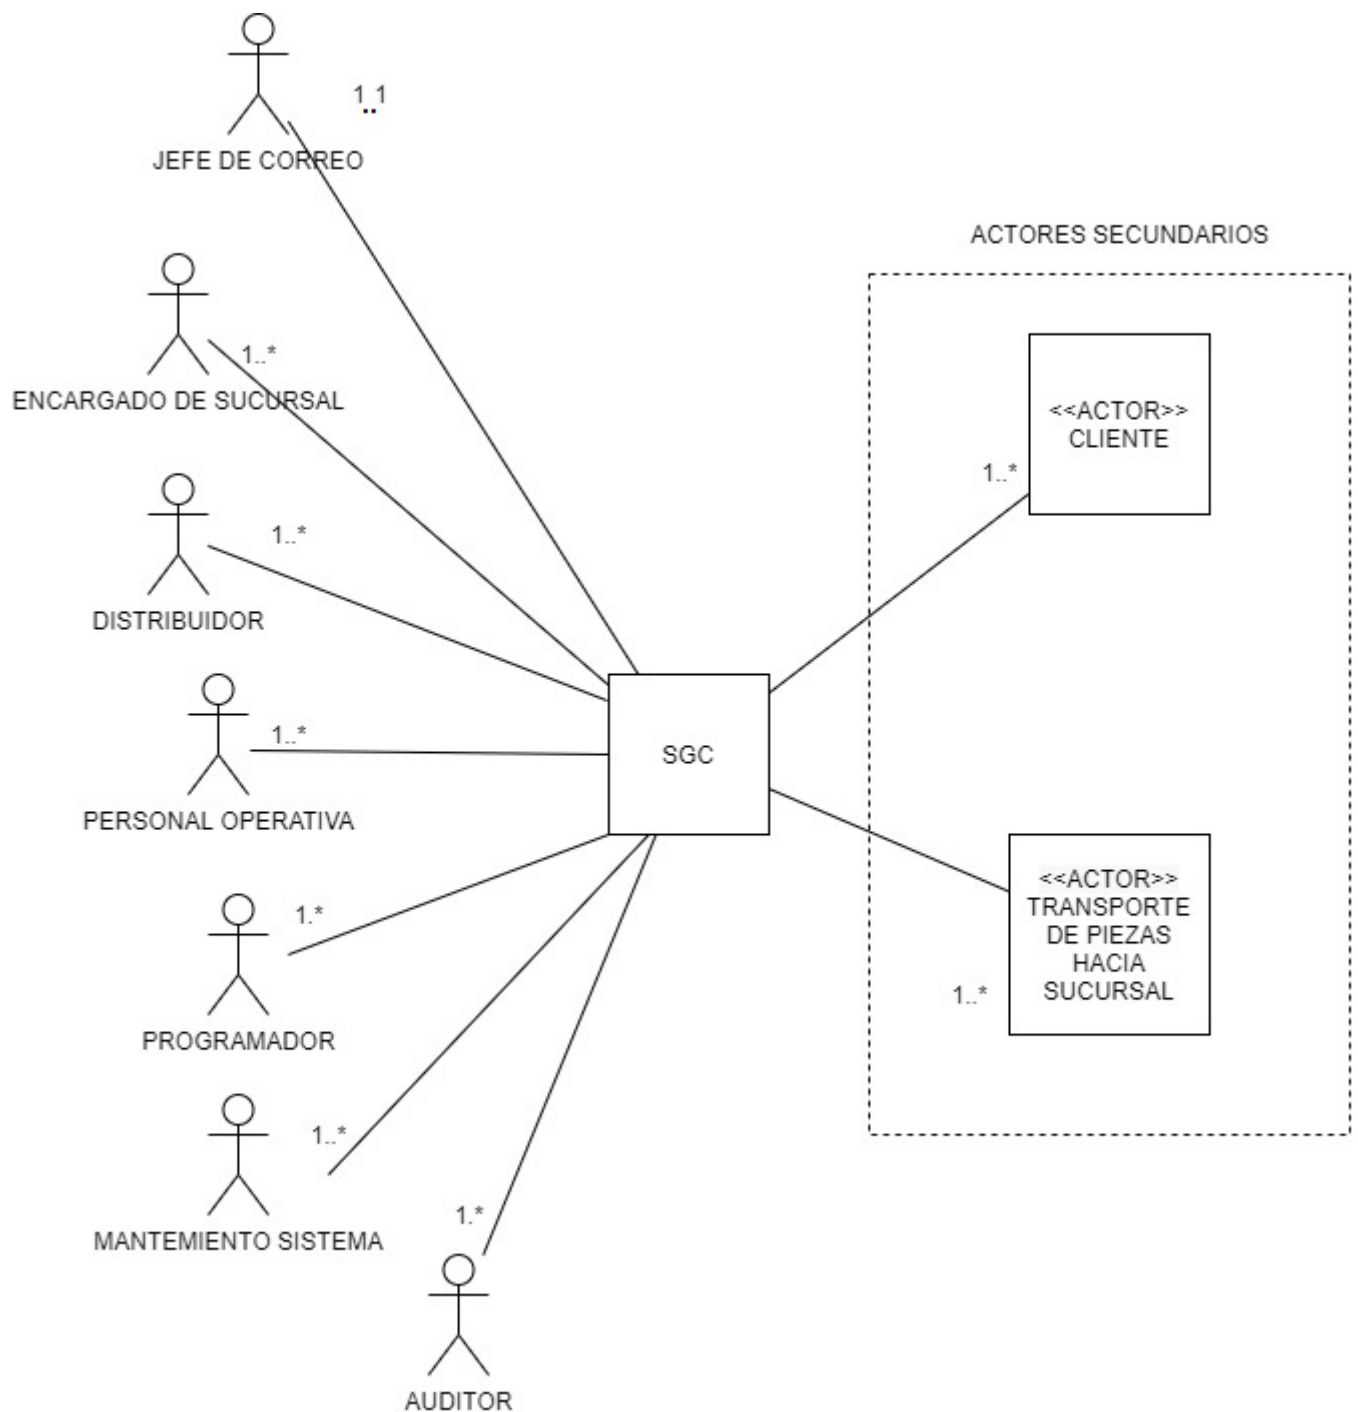 1..1
JEFE DE CORREO
ACTORES SECUNDARIOS
1..*
ENCARGADO DE SUCURSAL
<<ACTOR>>
CLIENTE
1..*
1..*
DISTRIBUIDOR
1..*
PERSONAL OPERATIVA
SGC
<<ACTOR>>
TRANSPORTE
DE PIEZAS
HACIA
SUCURSAL
1..*
1.*
PROGRAMADOR
1..*
MANTEMIENTO SISTEMA
1.*
AUDITOR